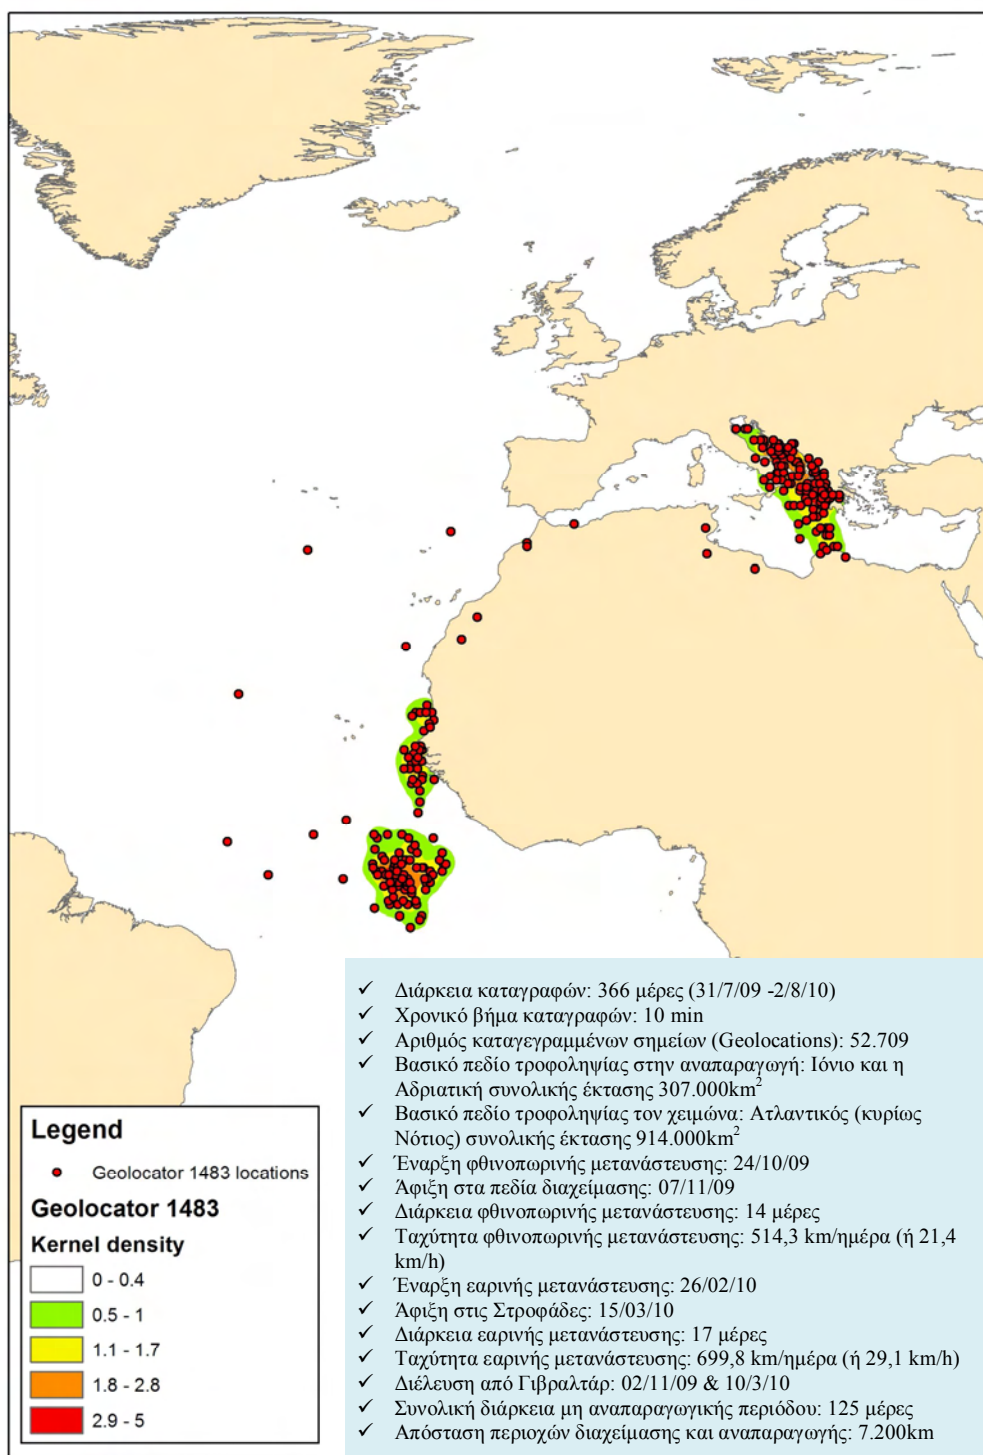 ✓ Διάρκεια καταγραφών: 366 μέρες (31/7/09 -2/8/10)
✓ Χρονικό βήμα καταγραφών: 10 min
✓ Αριθμός καταγεγραμμένων σημείων (Geolocations): 52.709
✓ Βασικό πεδίο τροφοληψίας στην αναπαραγωγή: Ιόνιο και η
Αδριατική συνολικής έκτασης 307.000km²
✓ Βασικό πεδίο τροφοληψίας τον χειμώνα: Ατλαντικός (κυρίως
Νότιος) συνολικής έκτασης 914.000km²
✓ Έναρξη φθινοπωρινής μετανάστευσης: 24/10/09
✓ Άφιξη στα πεδία διαχείμασης: 07/11/09
✓ Διάρκεια φθινοπωρινής μετανάστευσης: 14 μέρες
✓ Ταχύτητα φθινοπωρινής μετανάστευσης: 514,3 km/ημέρα (ή 21,4
km/h)
✓ Έναρξη εαρινής μετανάστευσης: 26/02/10
✓ Άφιξη στις Στροφάδες: 15/03/10
✓ Διάρκεια εαρινής μετανάστευσης: 17 μέρες
✓ Ταχύτητα εαρινής μετανάστευσης: 699,8 km/ημέρα (ή 29,1 km/h)
✓ Διέλευση από Γιβραλτάρ: 02/11/09 & 10/3/10
✓ Συνολική διάρκεια μη αναπαραγωγικής περιόδου: 125 μέρες
✓ Απόσταση περιοχών διαχείμασης και αναπαραγωγής: 7.200km
Legend
Geolocator 1483 locations
Geolocator 1483
Kernel density
0 - 0.4
0.5 - 1
1.1 - 1.7
1.8 - 2.8
2.9 - 5